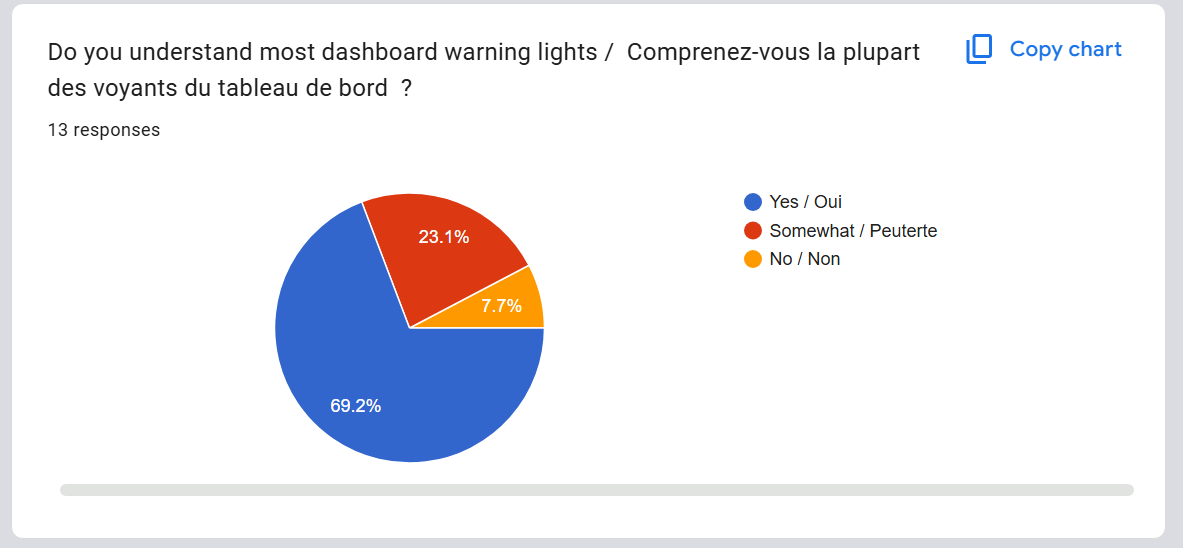 Do you understand most dashboard warning lights /  Comprenez-vous la plupart
des voyants du tableau de bord  ?
Copy chart
13 responses
Yes / Oui
Somewhat / Peuterte
No / Non
23.1%
7.7%
69.2%